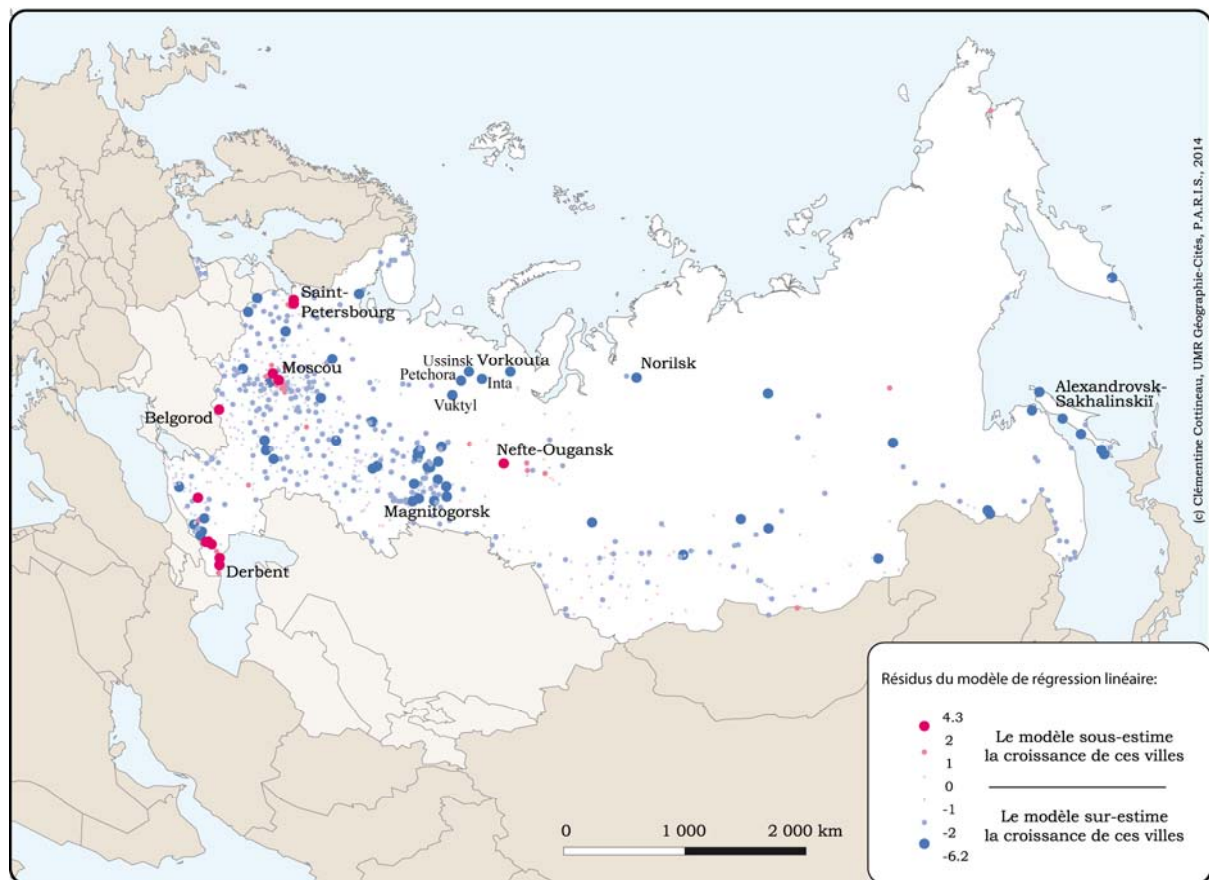 Saint-
Petersbourg
Moscou
Ussinsk Vorkouta
Petchora
Inta
Vuktyl
Norilsk
Alexandrovsk-
Sakhalinskiï
Belgorod
Nefte-Ougansk
Magnitogorsk
Derbent
(c) Clémentine Cottineau, UMR Géographie-Cités, P.A.R.I.S., 2014
0 1 000 2 000 km
Résidus du modèle de régression linéaire:
4.3
2
1
0
-1
-2
-6.2
Le modèle sous-estime
la croissance de ces villes
Le modèle sur-estime
la croissance de ces villes